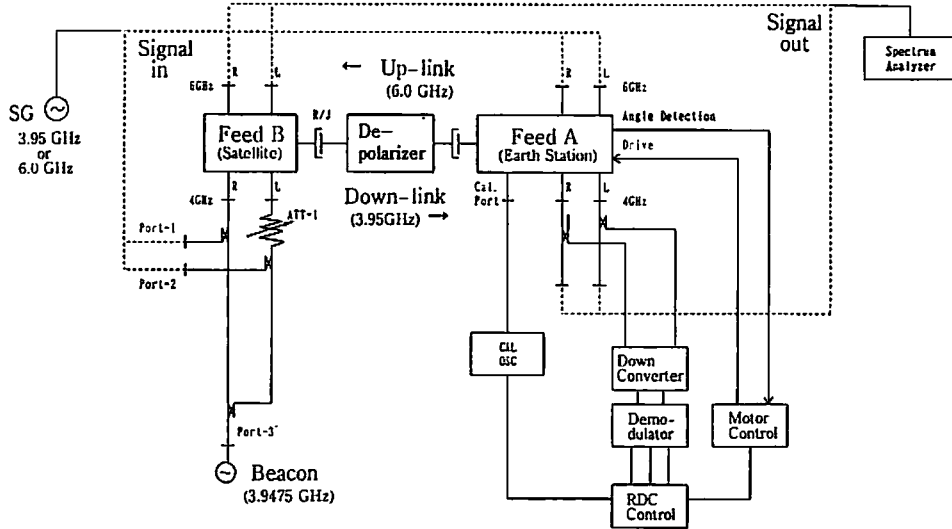 Signal
in
Signal
out
Spectrum
Analyzer
R
L
← Up-link
(6.0 GHz)
R
L
6GHz
6GHz
SG
3.95 GHz
or
6.0 GHz
Feed B
(Satellite)
R/J
De-
polarizer
Feed A
(Earth Station)
Angle Detection
Drive
R
L
Down-link
(3.95GHz) →
Cal.
Port
R
L
4GHz
4GHz
ATT-1
Port-1
Port-2
CAL
OSC
Down
Converter
Demo-
dulator
Motor
Control
Port-3
Beacon
(3.9475 GHz)
RDC
Control